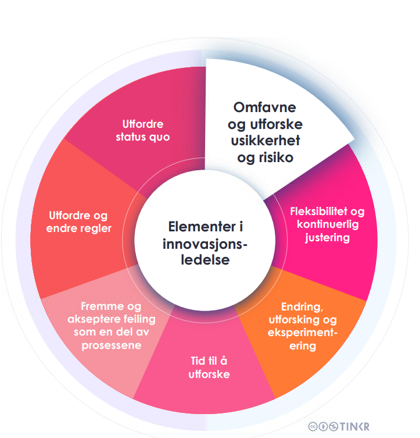 Omfavne
og utforske
usikkerhet
og risiko
Fleksibilitet og
kontinuerlig
justering
Endring,
utforsking og
eksperiment-
ering
Tid til å
utforske
Fremme og
akseptere feiling
som en del av
prosessene
Utfordre og
endre regler
Utfordre
status quo
Elementer i
innovasjons-
ledelse
TINKR